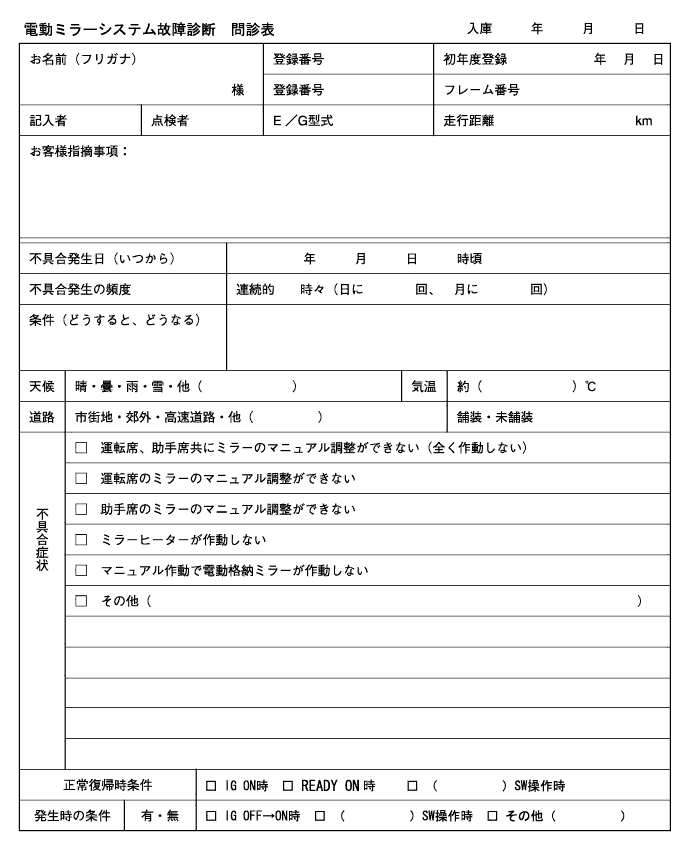 電動ミラーシステム故障診断　問診表　入庫　年　月　日
お名前（フリガナ）　登録番号　初年度登録　年　月　日
様　登録番号　フレーム番号
記入者　点検者　E／G型式　走行距離　km
お客様指摘事項：
不具合発生日（いつから）　年　月　日　時頃
不具合発生の頻度　連続的　時々（日に　回、　月に　回）
条件（どうすると、どうなる）
天候　晴・曇・雨・雪・他（　）　気温　約（　）℃
道路　市街地・郊外・高速道路・他（　）　舗装・未舗装
不具合症状
□　運転席、助手席共にミラーのマニュアル調整ができない（全く作動しない）
□　運転席のミラーのマニュアル調整ができない
□　助手席のミラーのマニュアル調整ができない
□　ミラーヒーターが作動しない
□　マニュアル作動で電動格納ミラーが作動しない
□　その他（　）
正常復帰時条件　□ IG ON時　□ READY ON 時　□（　）SW操作時
発生時の条件　有・無　□ IG OFF→ON時　□（　）SW操作時　□ その他（　）